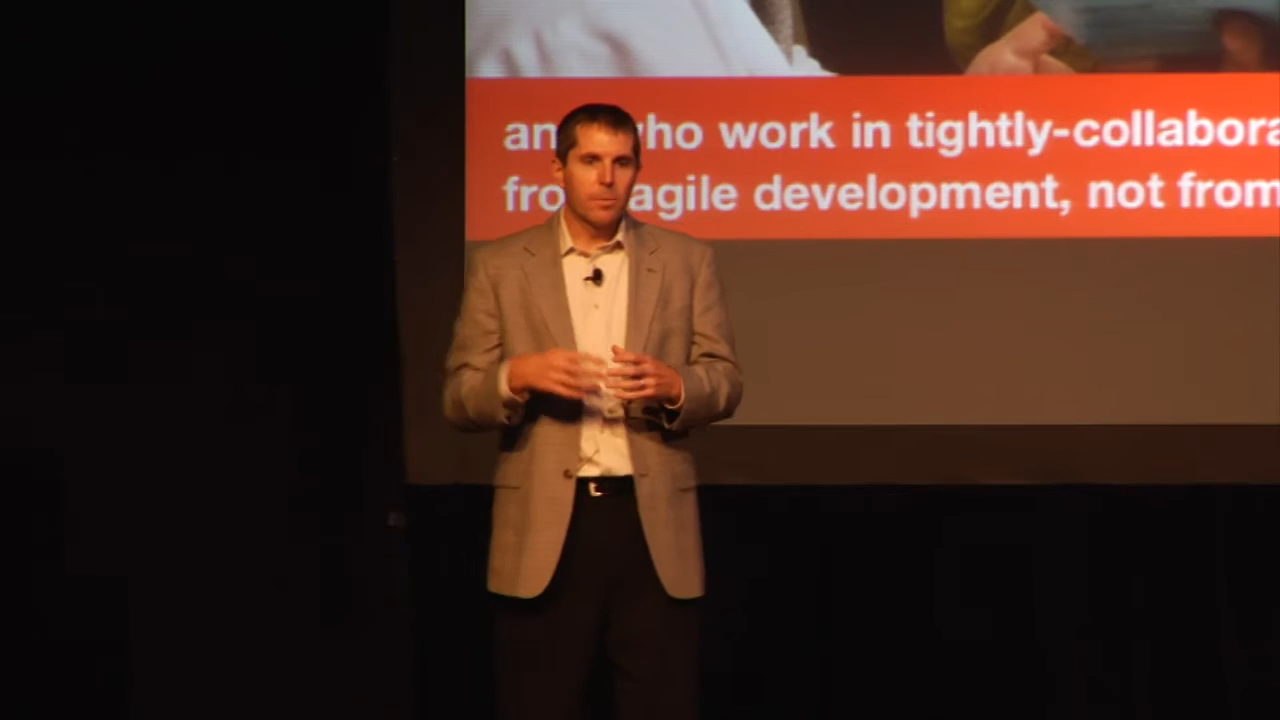 an who work in tightly-collabora
fro agile development, not from